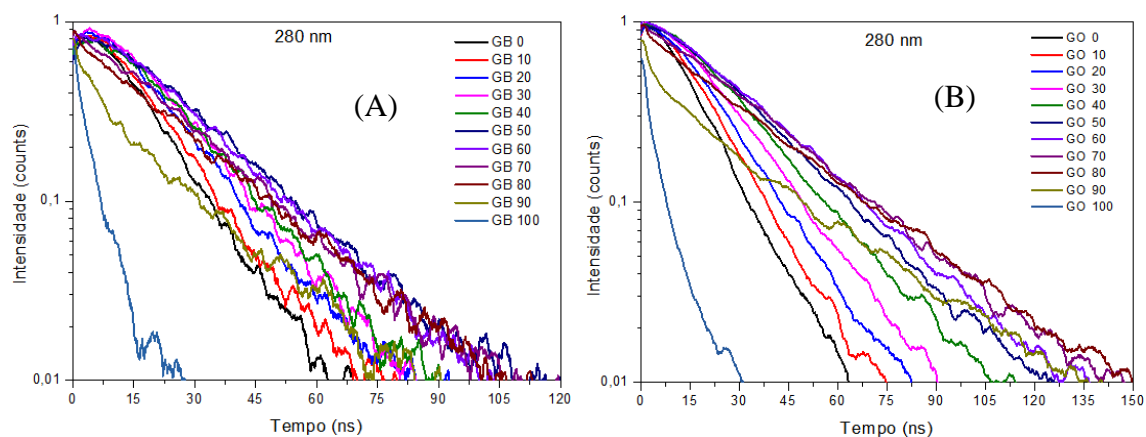 280 nm
(A)
GB 0
GB 10
GB 20
GB 30
GB 40
GB 50
GB 60
GB 70
GB 80
GB 90
GB 100
Intensidade (counts)
1
0.1
0,01
0 15 30 45 60 75 90 105 120
Tempo (ns)
280 nm
(B)
GO 0
GO 10
GO 20
GO 30
GO 40
GO 50
GO 60
GO 70
GO 80
GO 90
GO 100
Intensidade (counts)
1
0.1
0.01
0 15 30 45 60 75 90 105 120 135 150
Tempo (ns)